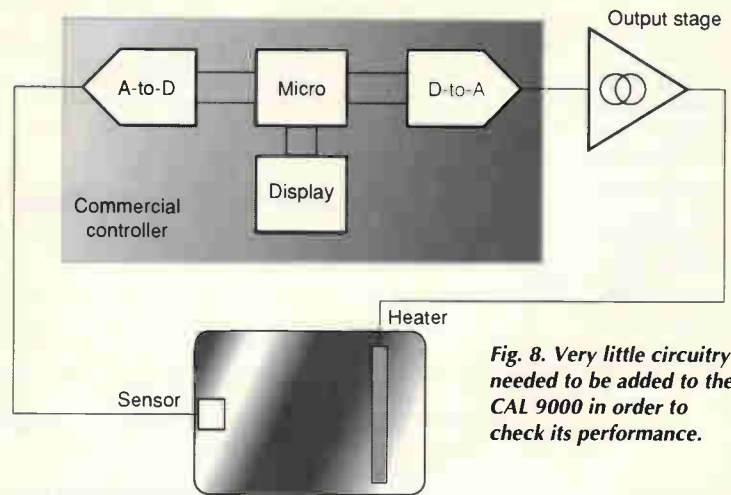 Output stage
A-to-D
Micro
D-to-A
Display
Commercial
controller
Heater
Sensor
Fig. 8. Very little circuitry
needed to be added to the
CAL 9000 in order to
check its performance.